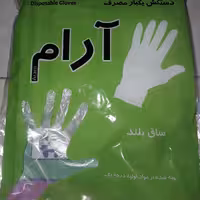 Disposable Gloves
دستکش یکبار مصرف
آرام
ساق بلند